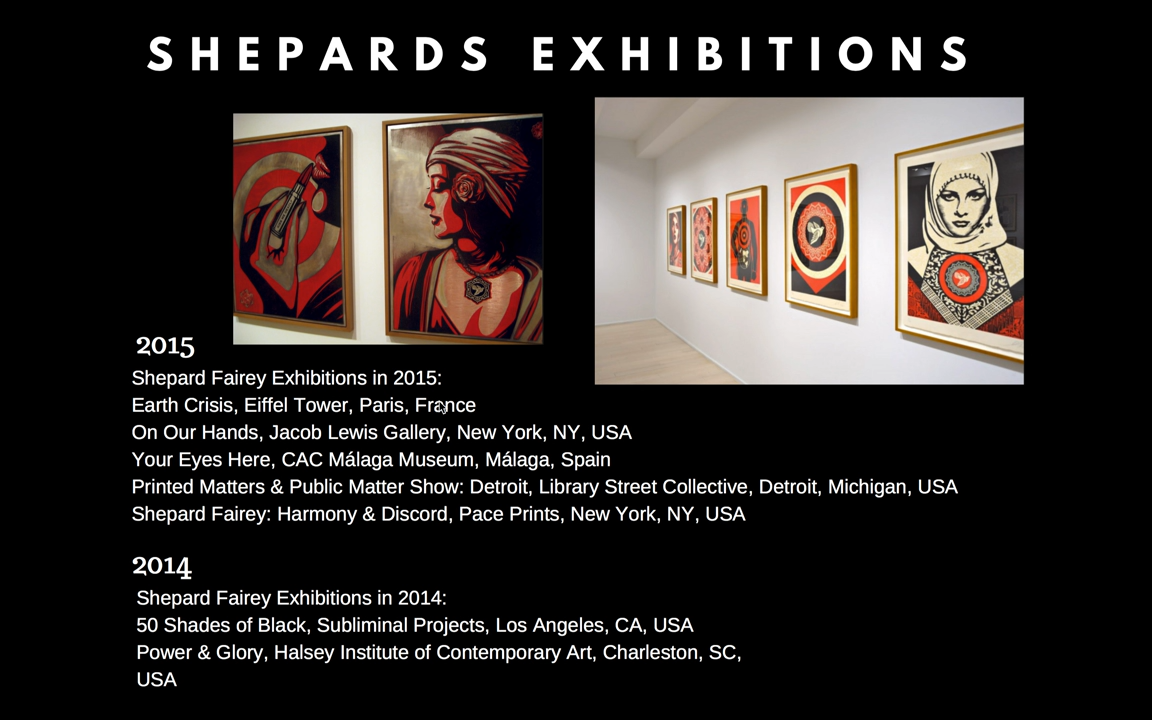 SHEPARDS EXHIBITIONS
2015
Shepard Fairey Exhibitions in 2015:
Earth Crisis, Eiffel Tower, Paris, France
On Our Hands, Jacob Lewis Gallery, New York, NY, USA
Your Eyes Here, CAC Málaga Museum, Málaga, Spain
Printed Matters & Public Matter Show: Detroit, Library Street Collective, Detroit, Michigan, USA
Shepard Fairey: Harmony & Discord, Pace Prints, New York, NY, USA
2014
Shepard Fairey Exhibitions in 2014:
50 Shades of Black, Subliminal Projects, Los Angeles, CA, USA
Power & Glory, Halsey Institute of Contemporary Art, Charleston, SC,
USA